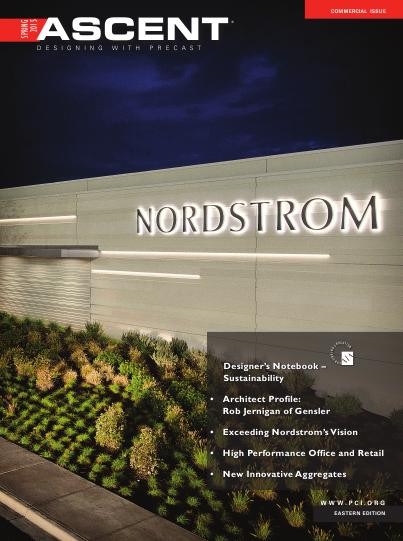 COMMERCIAL ISSUE
SPRING 2015
ASCENT
DESIGNING WITH PRECAST
NORDSTROM
Designer's Notebook –
Sustainability
• Architect Profile:
Rob Jernigan of Gensler
• Exceeding Nordstrom's Vision
• High Performance Office and Retail
• New Innovative Aggregates
WWW.PCI.ORG
EASTERN EDITION